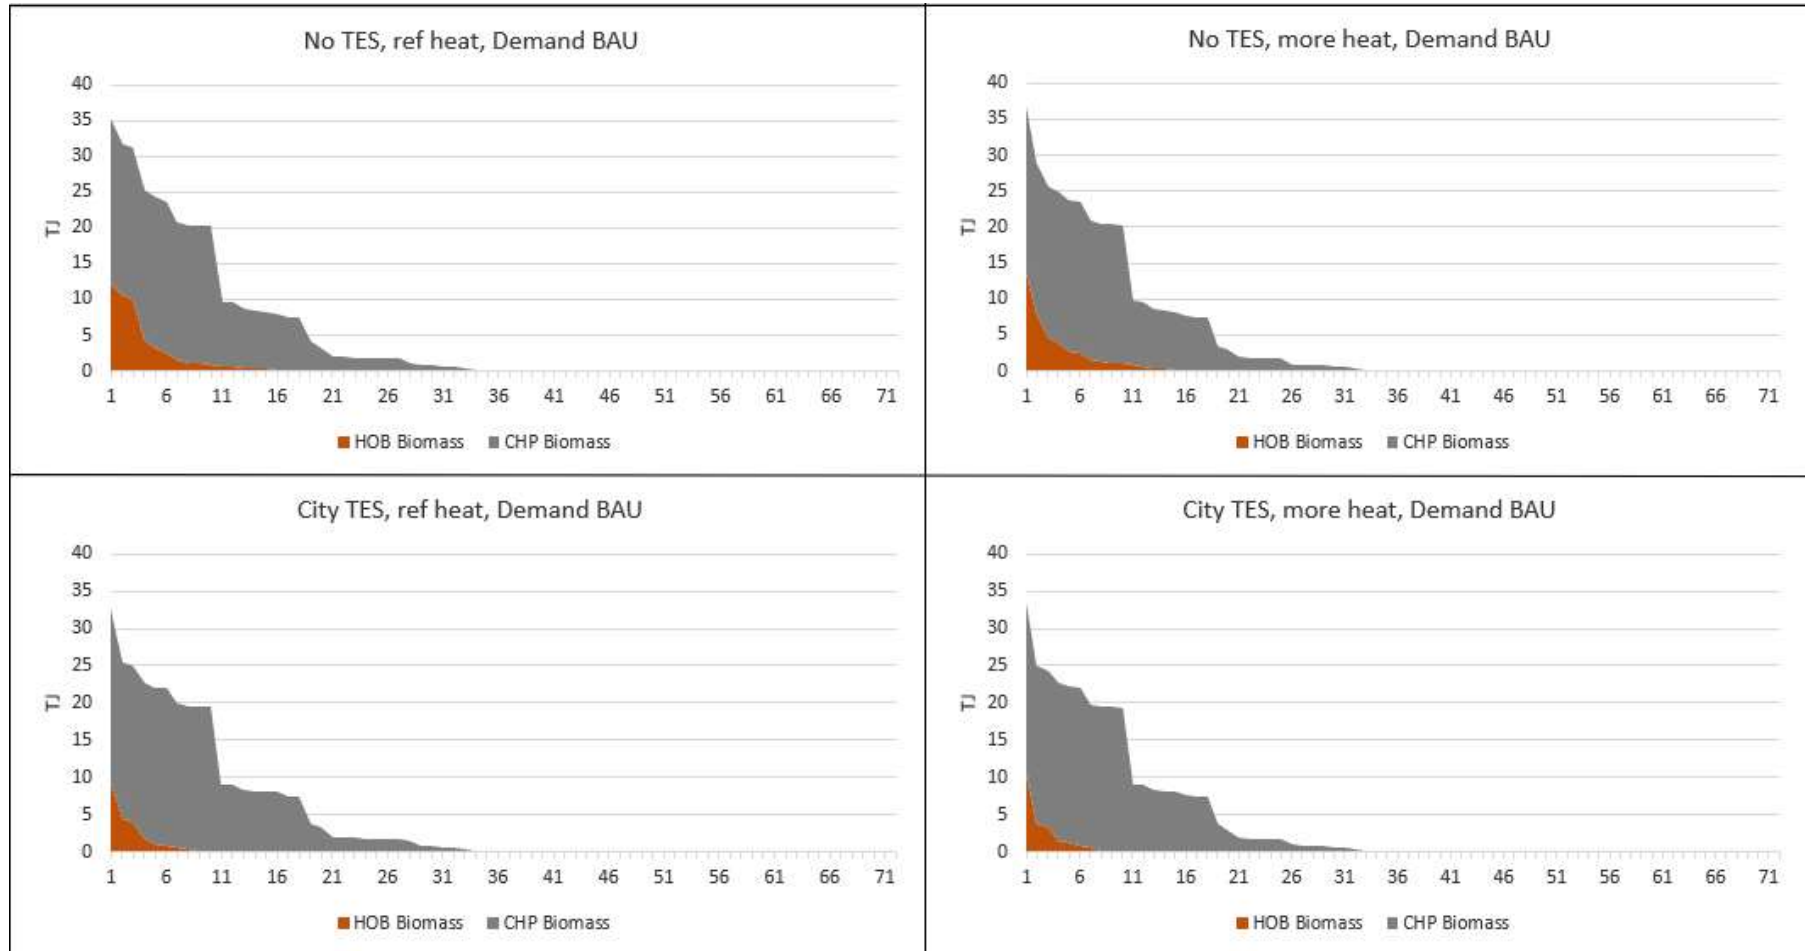 No TES, ref heat, Demand BAU
40
35
30
25
20
15
10
5
0
TJ
1 6 11 16 21 26 31 36 41 46 51 56 61 66 71
HOB Biomass CHP Biomass
No TES, more heat, Demand BAU
40
35
30
25
20
15
10
5
0
TJ
1 6 11 16 21 26 31 36 41 46 51 56 61 66 71
HOB Biomass CHP Biomass
City TES, ref heat, Demand BAU
40
35
30
25
20
15
10
5
0
TJ
1 6 11 16 21 26 31 36 41 46 51 56 61 66 71
HOB Biomass CHP Biomass
City TES, more heat, Demand BAU
40
35
30
25
20
15
10
5
0
TJ
1 6 11 16 21 26 31 36 41 46 51 56 61 66 71
HOB Biomass CHP Biomass